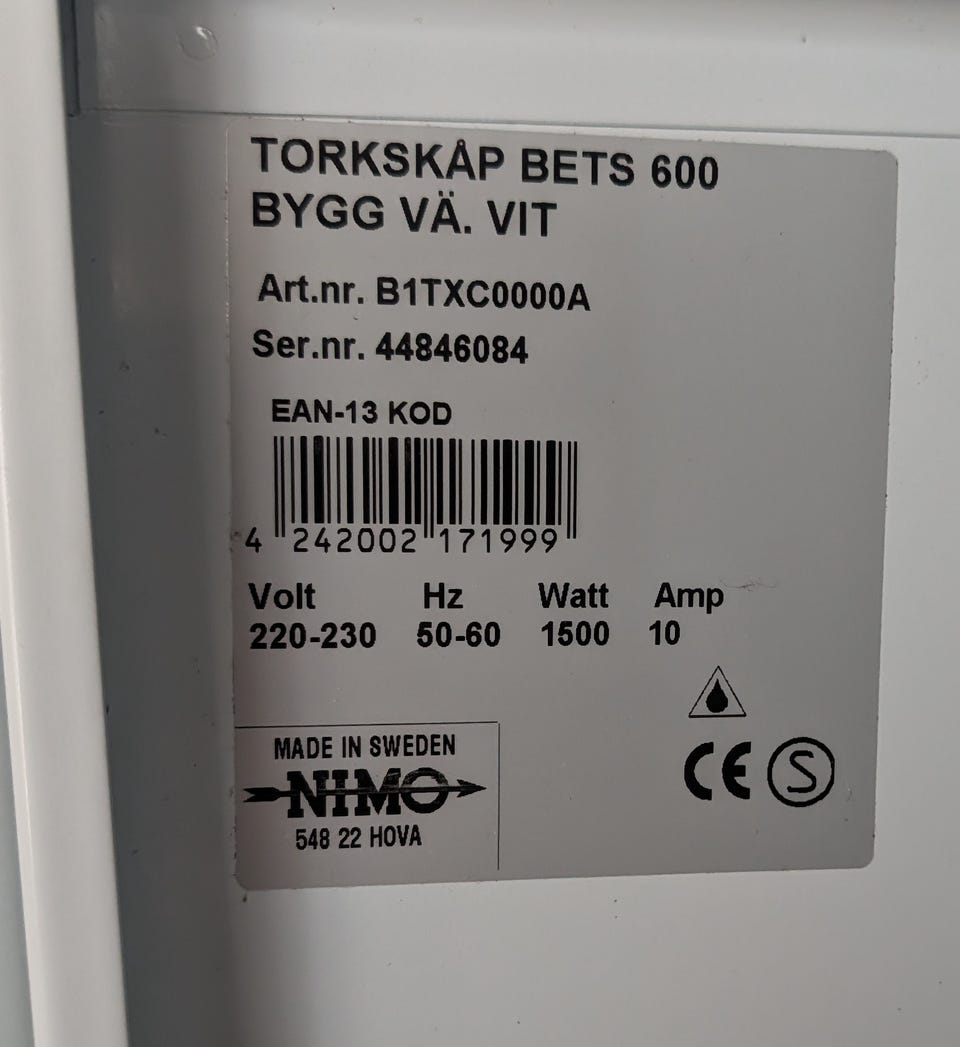 TORKSKÅP BETS 600
BYGG VÄ. VIT
Art.nr. B1TXC0000A
Ser.nr. 44846084
EAN-13 KOD
4 242002 171999
Volt Hz Watt Amp
220-230 50-60 1500 10
CE S
MADE IN SWEDEN
NIMO
548 22 HOVA